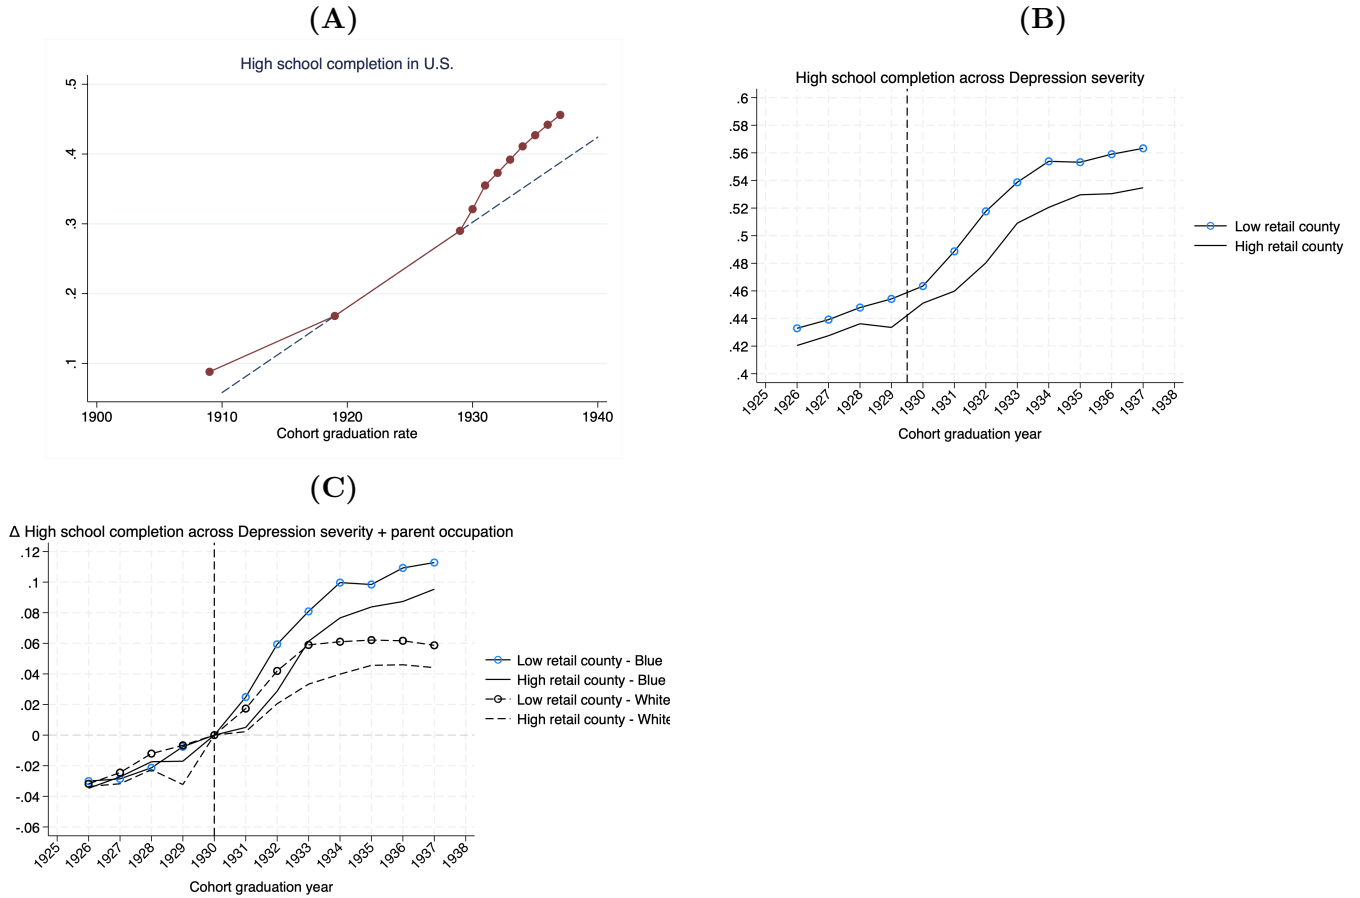 (A)
High school completion in U.S.
.5
.4
.3
.2
.1
1900 1910 1920 1930 1940
Cohort graduation rate
(B)
High school completion across Depression severity
.6
.58
.56
.54
.52
.5
.48
.46
.44
.42
.4
1925 1926 1927 1928 1929 1930 1931 1932 1933 1934 1935 1936 1937 1938
Cohort graduation year
Low retail county
High retail county
(C)
Δ High school completion across Depression severity + parent occupation
.12
.1
.08
.06
.04
.02
0
-.02
-.04
-.06
1925 1926 1927 1928 1929 1930 1931 1932 1933 1934 1935 1936 1937 1938
Cohort graduation year
Low retail county - Blue
High retail county - Blue
Low retail county - White
High retail county - White